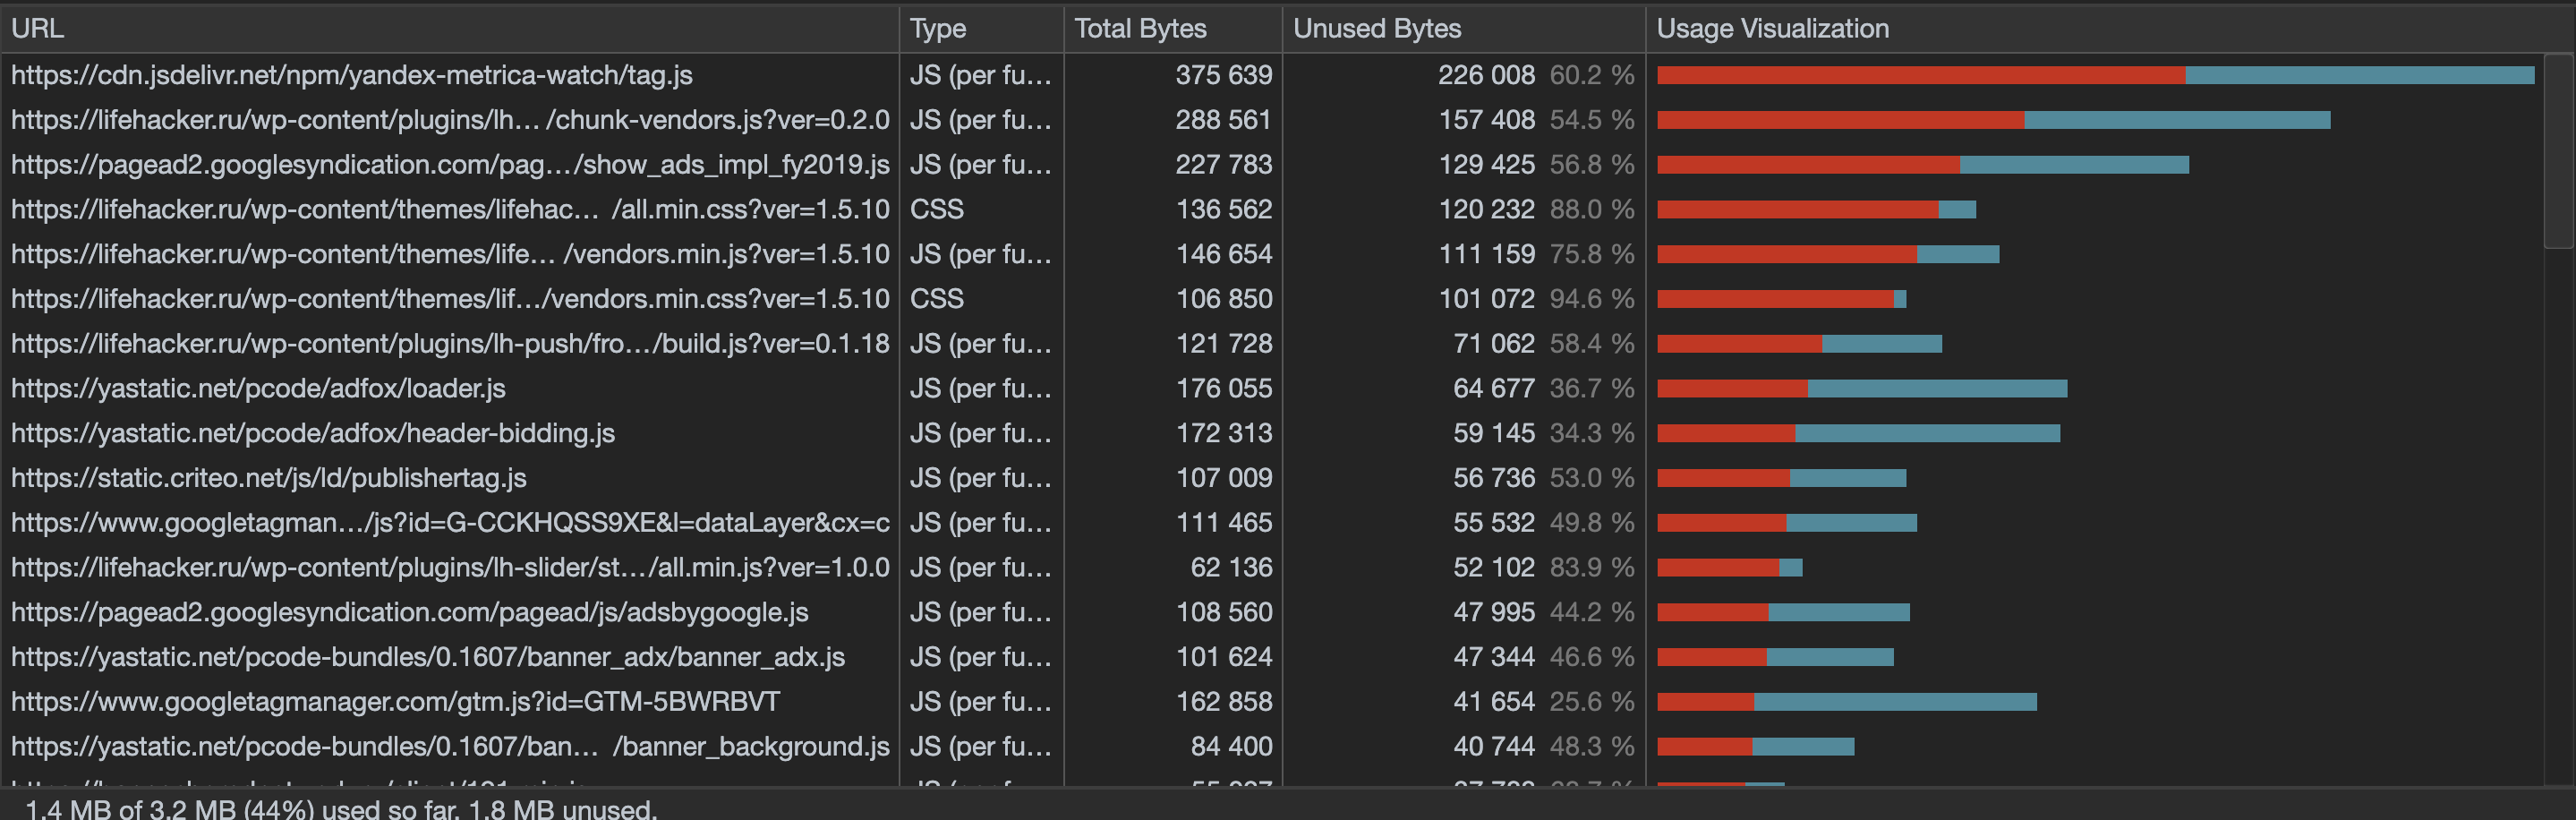 URL Type Total Bytes Unused Bytes Usage Visualization
https://cdn.jsdelivr.net/npm/yandex-metrica-watch/tag.js JS (per fu… 375 639 226 008 60.2 %
https://lifehacker.ru/wp-content/plugins/lh… /chunk-vendors.js?ver=0.2.0 JS (per fu… 288 561 157 408 54.5 %
https://pagead2.googlesyndication.com/pag…/show_ads_impl_fy2019.js JS (per fu… 227 783 129 425 56.8 %
https://lifehacker.ru/wp-content/themes/lifehac… /all.min.css?ver=1.5.10 CSS 136 562 120 232 88.0 %
https://lifehacker.ru/wp-content/themes/life… /vendors.min.js?ver=1.5.10 JS (per fu… 146 654 111 159 75.8 %
https://lifehacker.ru/wp-content/themes/lif…/vendors.min.css?ver=1.5.10 CSS 106 850 101 072 94.6 %
https://lifehacker.ru/wp-content/plugins/lh-push/fro…/build.js?ver=0.1.18 JS (per fu… 121 728 71 062 58.4 %
https://yastatic.net/pcode/adfox/loader.js JS (per fu… 176 055 64 677 36.7 %
https://yastatic.net/pcode/adfox/header-bidding.js JS (per fu… 172 313 59 145 34.3 %
https://static.criteo.net/js/ld/publishertag.js JS (per fu… 107 009 56 736 53.0 %
https://www.googletagman…/js?id=G-CCKHQSS9XE&l=dataLayer&cx=c JS (per fu… 111 465 55 532 49.8 %
https://lifehacker.ru/wp-content/plugins/lh-slider/st…/all.min.js?ver=1.0.0 JS (per fu… 62 136 52 102 83.9 %
https://pagead2.googlesyndication.com/pagead/js/adsbygoogle.js JS (per fu… 108 560 47 995 44.2 %
https://yastatic.net/pcode-bundles/0.1607/banner_adx/banner_adx.js JS (per fu… 101 624 47 344 46.6 %
https://www.googletagmanager.com/gtm.js?id=GTM-5BWRBVT JS (per fu… 162 858 41 654 25.6 %
https://yastatic.net/pcode-bundles/0.1607/ban… /banner_background.js JS (per fu… 84 400 40 744 48.3 %
1.4 MB of 3.2 MB (44%) used so far. 1.8 MB unused.